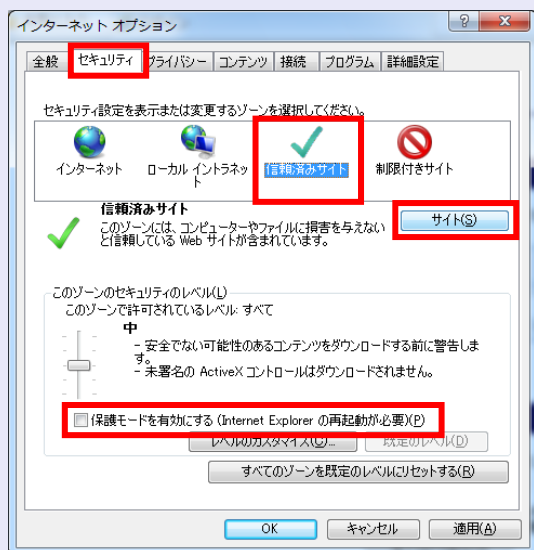 インターネット オプション
全般 セキュリティ プライバシー コンテンツ 接続 プログラム 詳細設定
セキュリティ設定を表示または変更するゾーンを選択してください。
インターネット ローカル イントラネッ 信頼済みサイト 制限付きサイト
ト
信頼済みサイト
このゾーンには、コンピューターやファイルに損害を与えない
と信頼している Web サイトが含まれています。
サイト(S)
このゾーンのセキュリティのレベル(L)
このゾーンで許可されているレベル: すべて
中
- 安全でない可能性のあるコンテンツをダウンロードする前に警告しま
す。
- 未署名の ActiveX コントロールはダウンロードされません。
保護モードを有効にする (Internet Explorer の再起動が必要)(P)
レベルのカスタマイズ(C)... 既定のレベル(D)
すべてのゾーンを既定のレベルにリセットする(R)
OK キャンセル 適用(A)